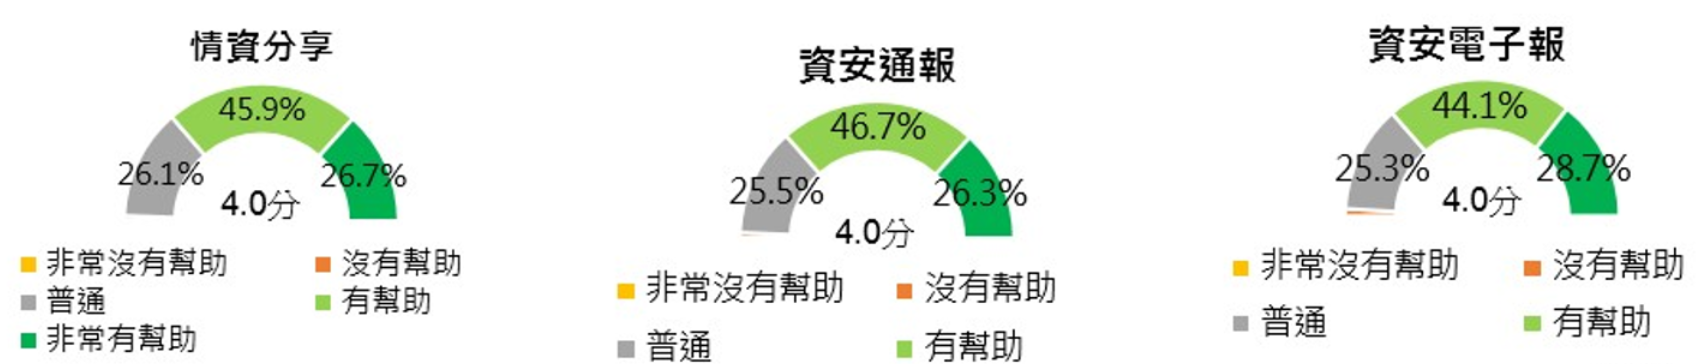 情資分享
45.9%
26.1%
26.7%
4.0分
非常沒有幫助
沒有幫助
普通
有幫助
非常有幫助
資安通報
46.7%
25.5%
26.3%
4.0分
非常沒有幫助
沒有幫助
普通
有幫助
資安電子報
44.1%
25.3%
28.7%
4.0分
非常沒有幫助
沒有幫助
普通
有幫助